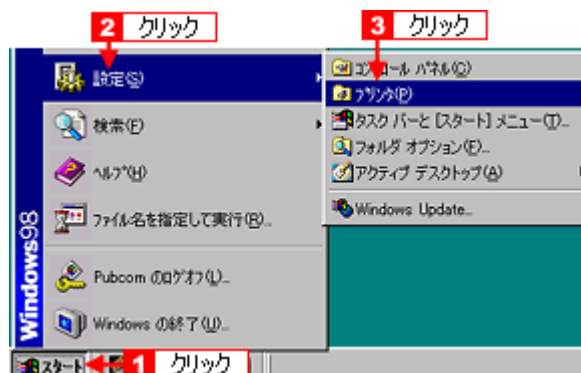 2 クリック
3 クリック
設定(S)
検索(F)
ヘルプ(H)
ファイル名を指定して実行(R)...
Pubcom のログオフ(L)...
Windows の終了(U)...
Windows98
コントロール パネル(C)
プリンタ(P)
タスク バーと [スタート] メニュー(T)...
フォルダ オプション(F)...
アクティブ デスクトップ(A)
Windows Update...
スタート
1 クリック